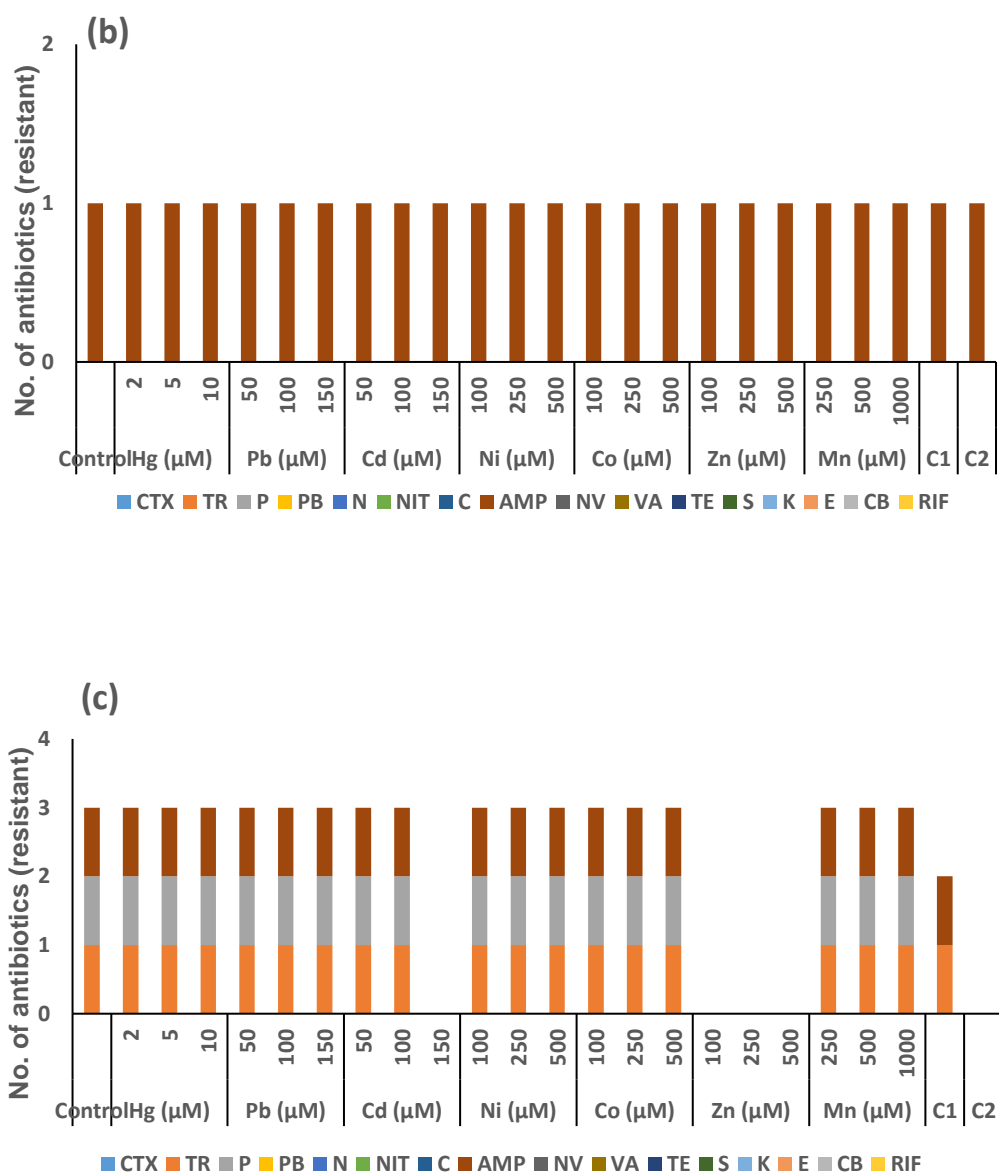 (b)
No. of antibiotics (resistant)
2
1
0
2 5 10 50 100 150 50 100 150 100 250 500 100 250 500 100 250 500 250 500 1000
Control Hg (μM) Pb (μM) Cd (μM) Ni (μM) Co (μM) Zn (μM) Mn (μM) C1 C2
CTX TR P PB N NIT C AMP NV VA TE S K E CB RIF
(c)
No. of antibiotics (resistant)
4
3
2
1
0
2 5 10 50 100 150 50 100 150 100 250 500 100 250 500 100 250 500 250 500 1000
Control Hg (μM) Pb (μM) Cd (μM) Ni (μM) Co (μM) Zn (μM) Mn (μM) C1 C2
CTX TR P PB N NIT C AMP NV VA TE S K E CB RIF